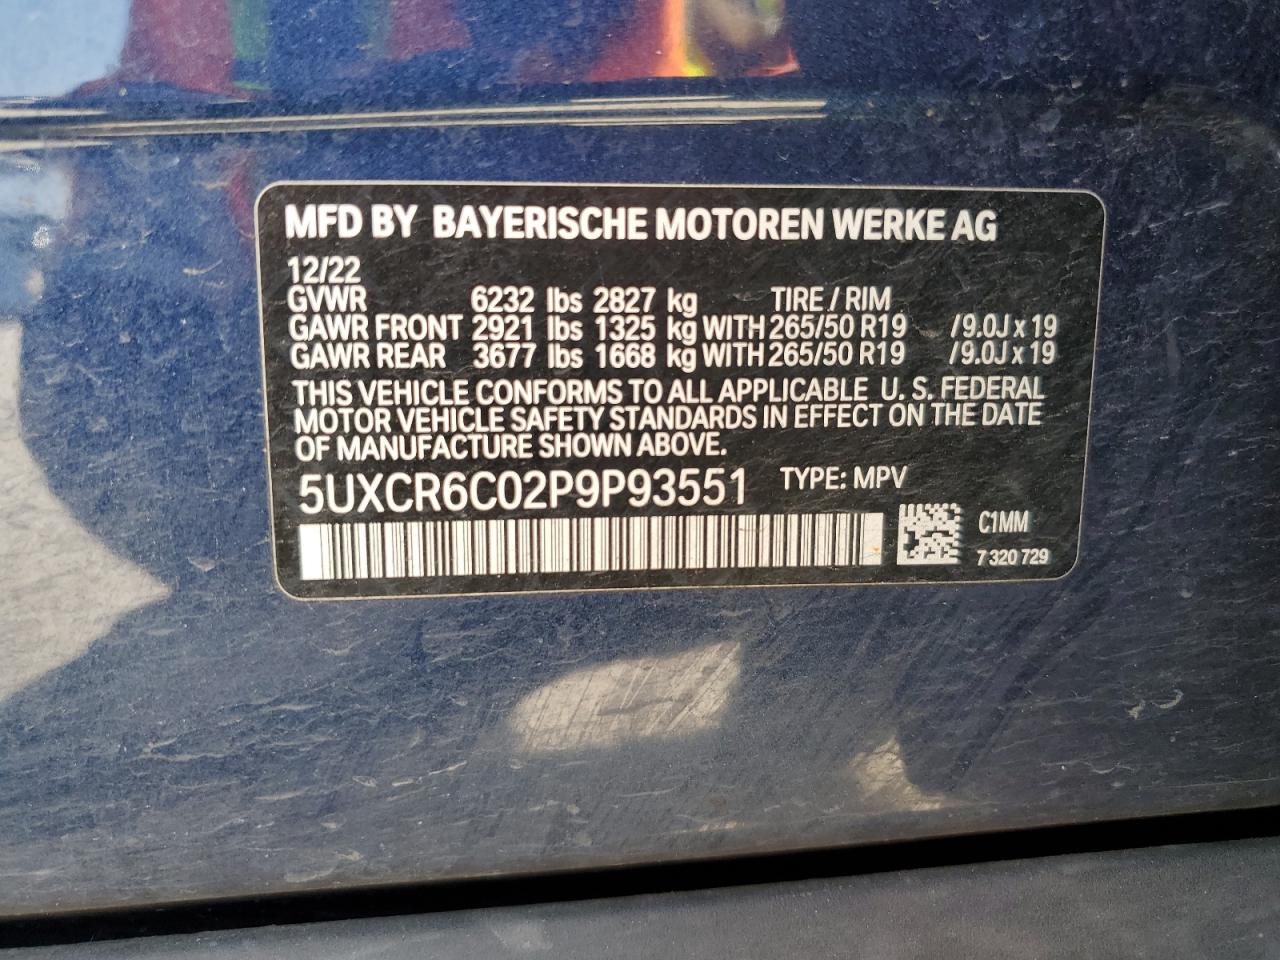 MFD BY BAYERISCHE MOTOREN WERKE AG
12/22
GVWR 6232 lbs 2827 kg TIRE / RIM
GAWR FRONT 2921 lbs 1325 kg WITH 265/50 R19 /9.0J x 19
GAWR REAR 3677 lbs 1668 kg WITH 265/50 R19 /9.0J x 19
THIS VEHICLE CONFORMS TO ALL APPLICABLE U. S. FEDERAL
MOTOR VEHICLE SAFETY STANDARDS IN EFFECT ON THE DATE
OF MANUFACTURE SHOWN ABOVE.
5UXCR6C02P9P93551 TYPE: MPV
C1MM
7 320 729